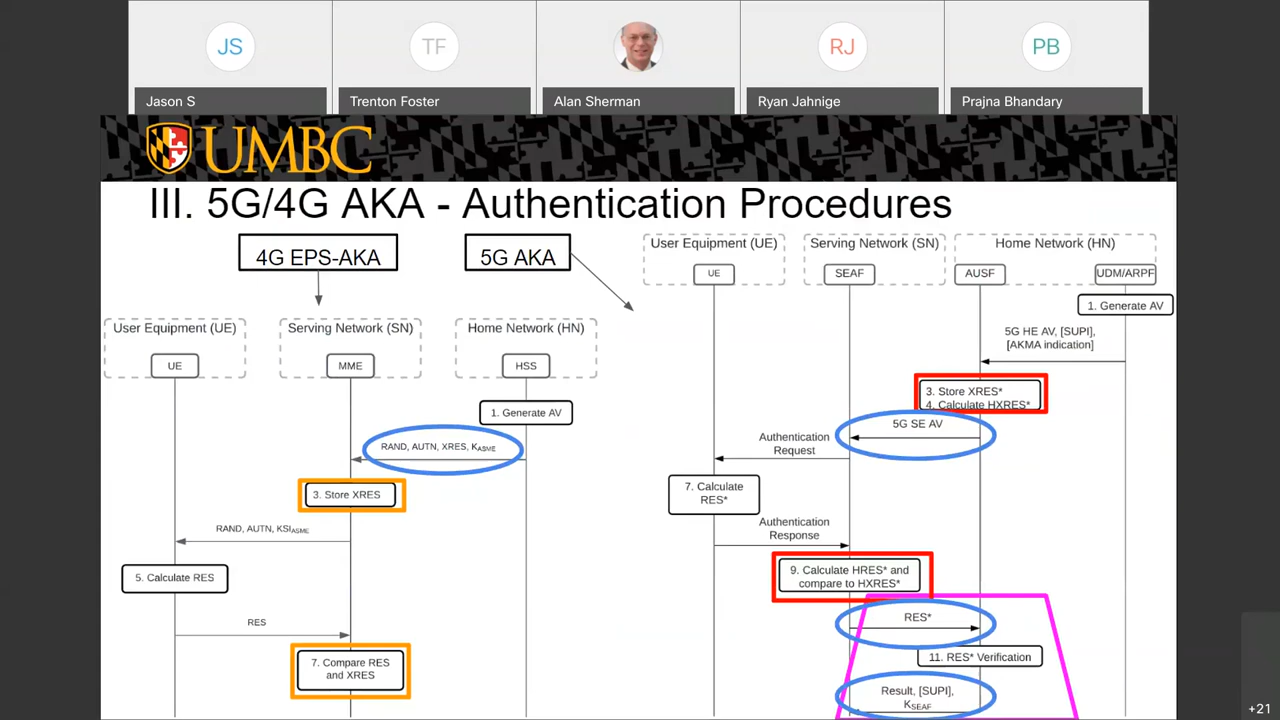 JS
TF
RJ
PB
Jason S
Trenton Foster
Alan Sherman
Ryan Jahnige
Prajna Bhandary
UMBC
III. 5G/4G AKA - Authentication Procedures
4G EPS-AKA
5G AKA
User Equipment (UE)
Serving Network (SN)
Home Network (HN)
UE
MME
HSS
1. Generate AV
RAND, AUTN, XRES, KASME
3. Store XRES
RAND, AUTN, KSIASME
5. Calculate RES
RES
7. Compare RES
and XRES
User Equipment (UE)
Serving Network (SN)
Home Network (HN)
UE
SEAF
AUSF
UDM/ARPF
1. Generate AV
5G HE AV, [SUPI],
[AKMA indication]
3. Store XRES*
4. Calculate HXRES*
5G SE AV
Authentication
Request
7. Calculate
RES*
Authentication
Response
9. Calculate HRES* and
compare to HXRES*
RES*
11. RES* Verification
Result, [SUPI],
KSEAF
+21